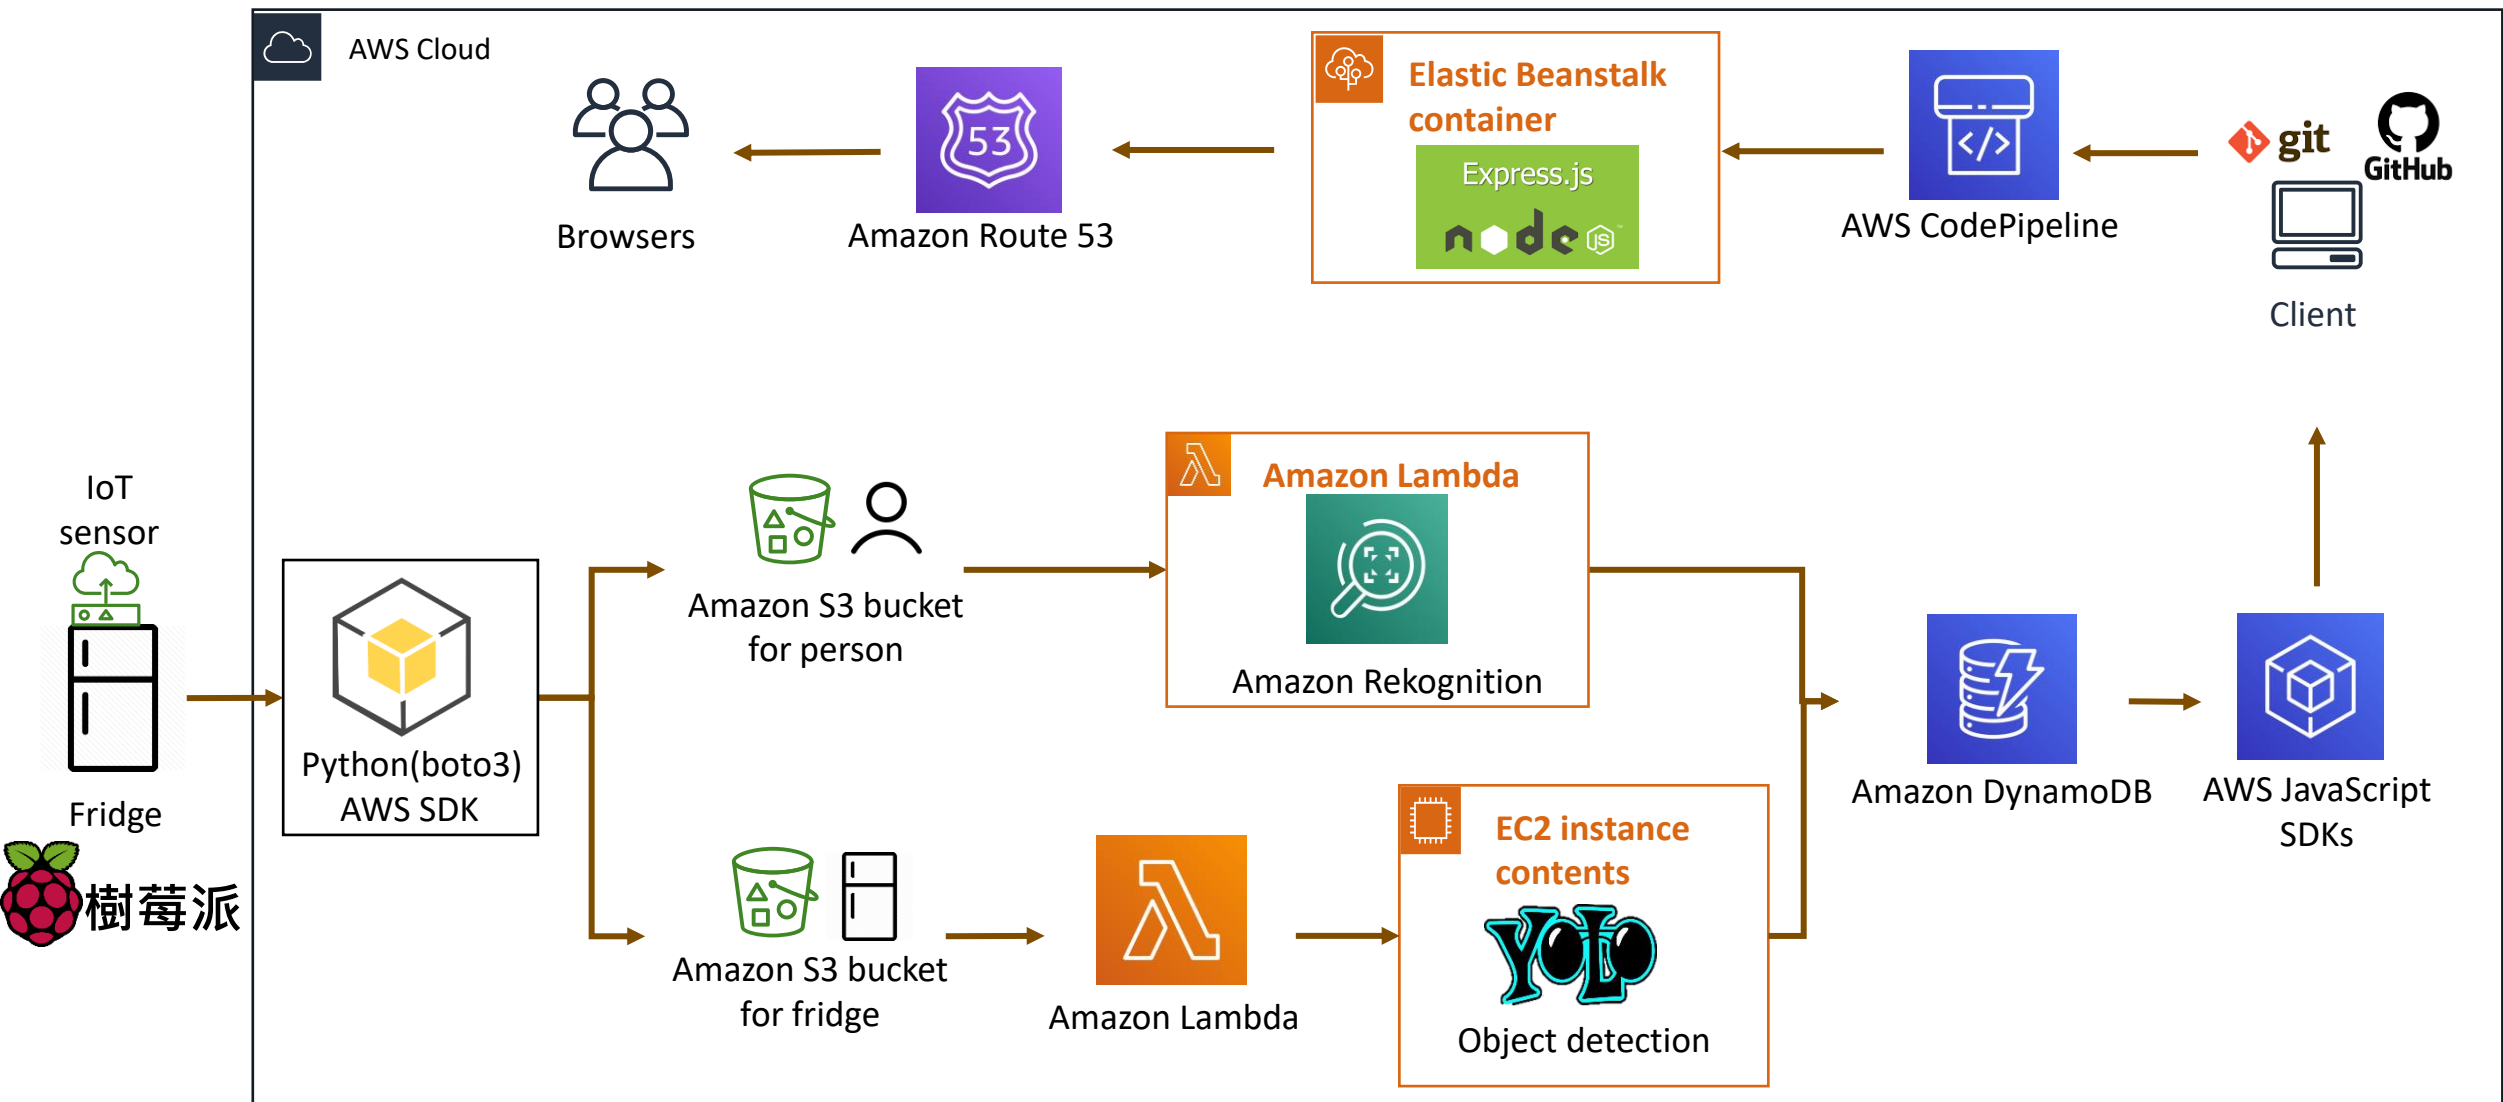 AWS Cloud
Browsers
53
Amazon Route 53
Elastic Beanstalk
container
Express.js
node
JS
AWS CodePipeline
git
GitHub
Client
IoT
sensor
Fridge
樹莓派
Python(boto3)
AWS SDK
Amazon S3 bucket
for person
Amazon Lambda
Amazon Rekognition
Amazon S3 bucket
for fridge
Amazon Lambda
EC2 instance
contents
YOLO
Object detection
Amazon DynamoDB
AWS JavaScript
SDKs